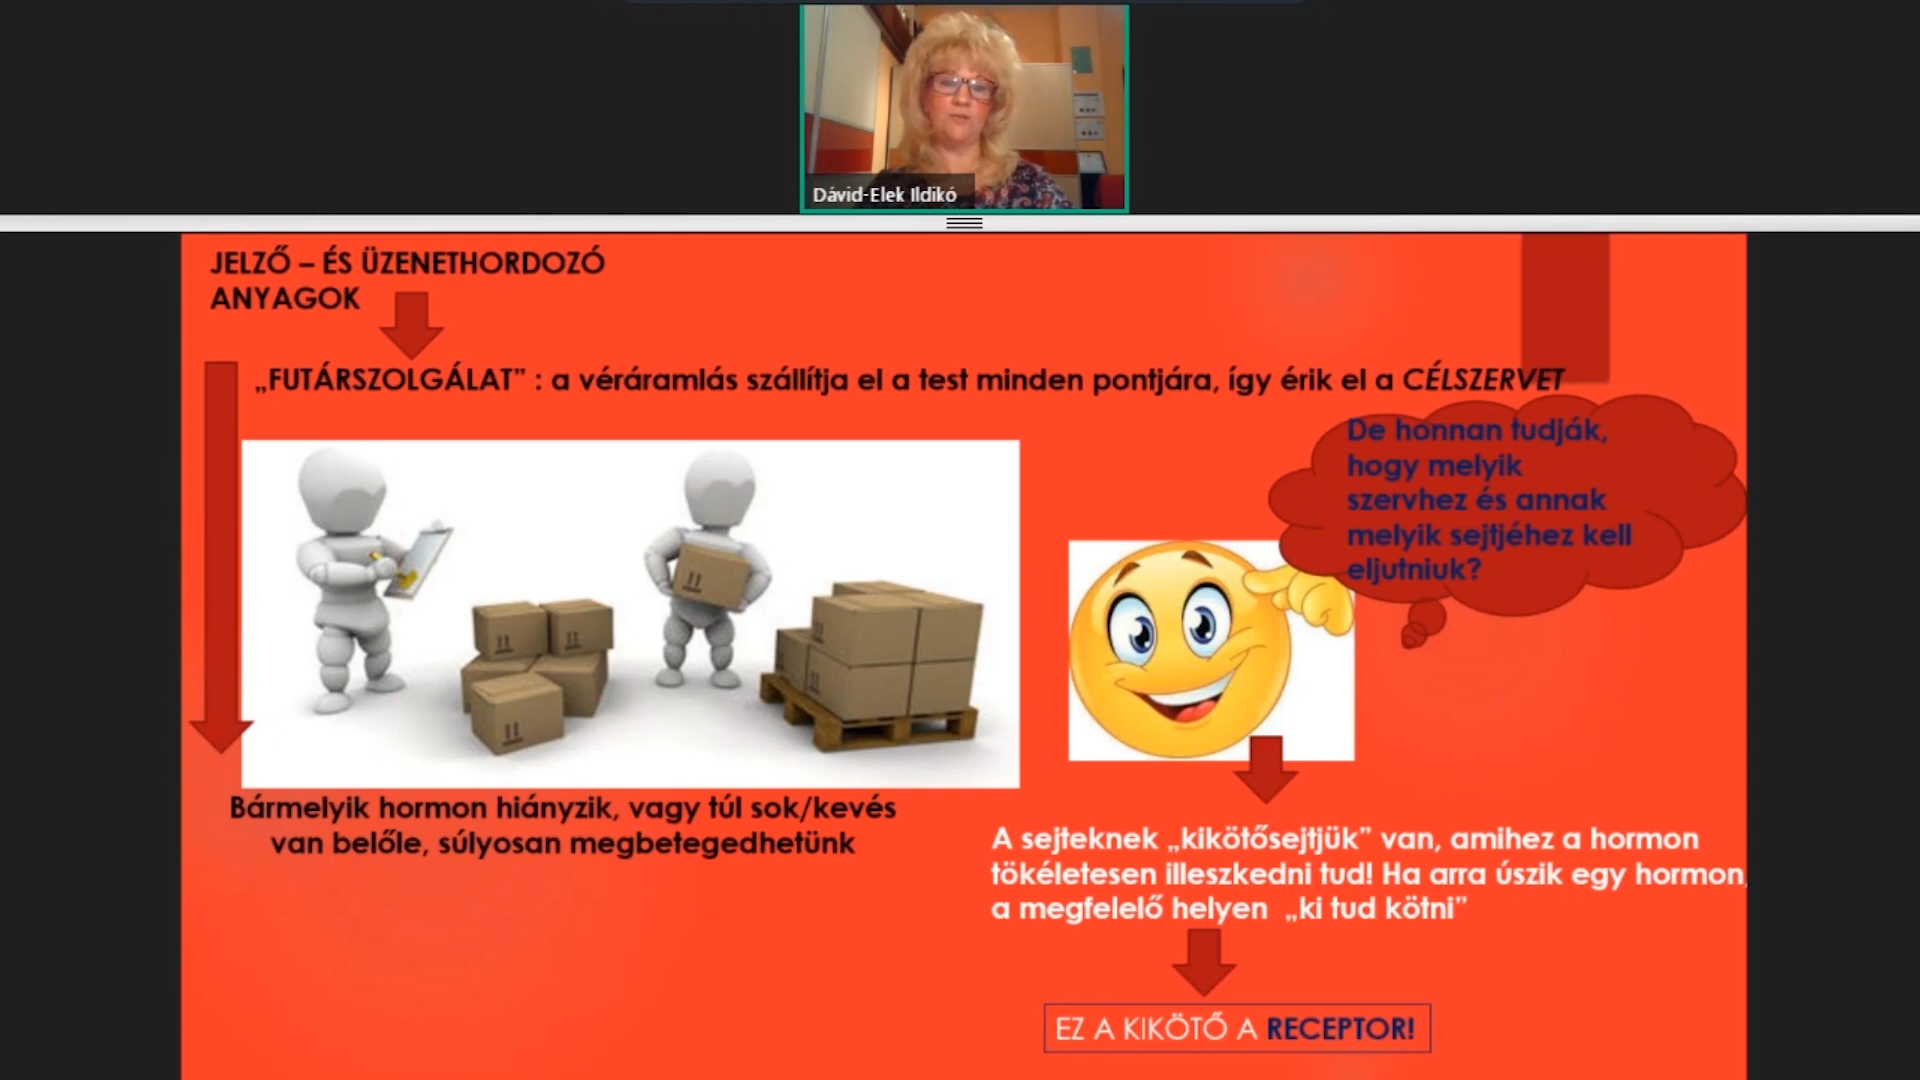 Dávid-Elek Ildikó
JELZŐ – ÉS ÜZENETHORDOZÓ
ANYAGOK
„FUTÁRSZOLGÁLAT” : a véráramlás szállítja el a test minden pontjára, így érik el a CÉLSZERVET
De honnan tudják,
hogy melyik
szervhez és annak
melyik sejtjéhez kell
eljutniuk?
Bármelyik hormon hiányzik, vagy túl sok/kevés
van belőle, súlyosan megbetegedhetünk
A sejteknek „kikötősejtjük” van, amihez a hormon
tökéletesen illeszkedni tud! Ha arra úszik egy hormon,
a megfelelő helyen „ki tud kötni”
EZ A KIKÖTŐ A RECEPTOR!